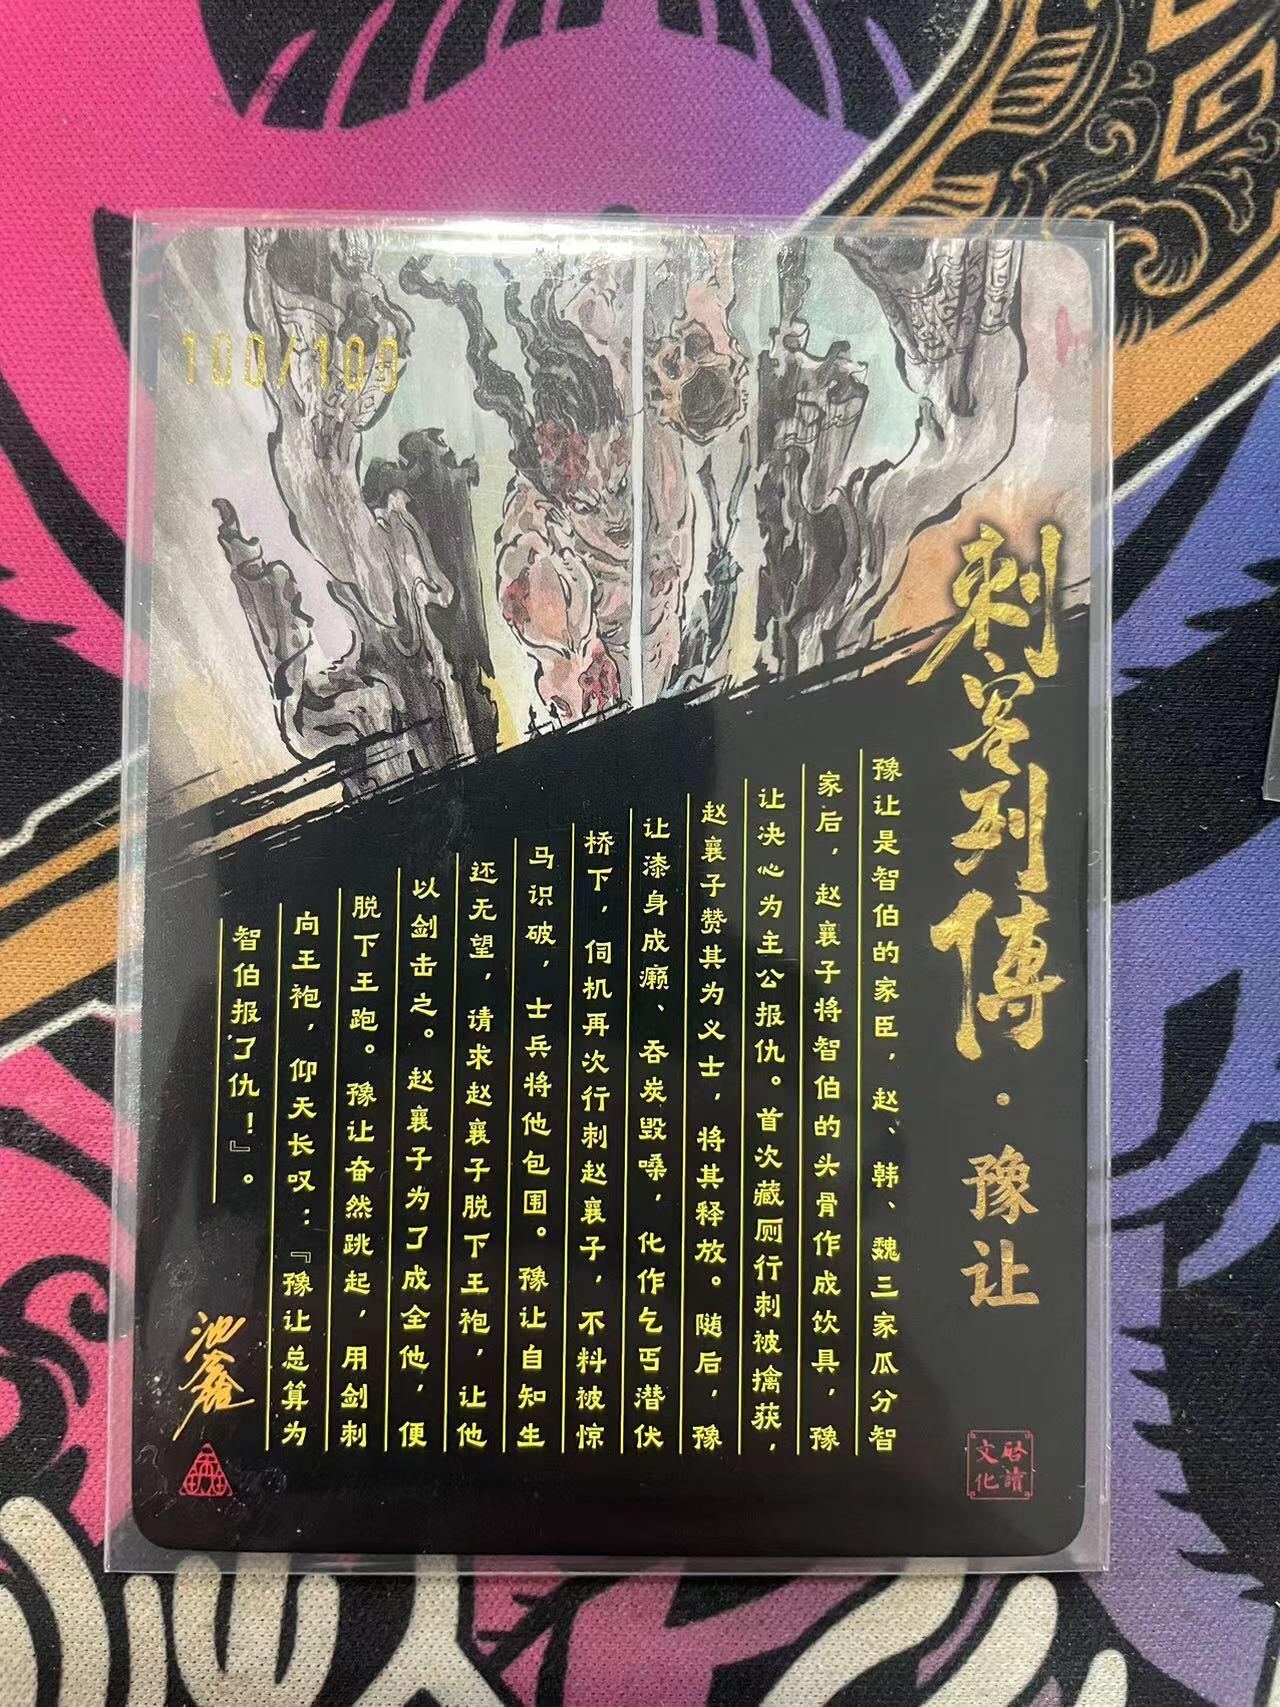 100/100
刺客列傳·豫让
豫让是智伯的家臣，赵、韩、魏三家瓜分智
家后，赵襄子将智伯的头骨作成饮具，豫
让决心为主公报仇。首次藏厕行刺被擒获，
赵襄子赞其为义士，将其释放。随后，豫
让漆身成癞、吞炭毁嗓，化作乞丐潜伏
桥下，伺机再次行刺赵襄子，不料被惊
马识破，士兵将他包围。豫让自知生
还无望，请求赵襄子脱下王袍，让他
以剑击之。赵襄子为了成全他，便
脱下王跑。豫让奋然跳起，用剑刺
向王袍，仰天长叹：『豫让总算为
智伯报了仇！』。
池鑫
啓讀
文化